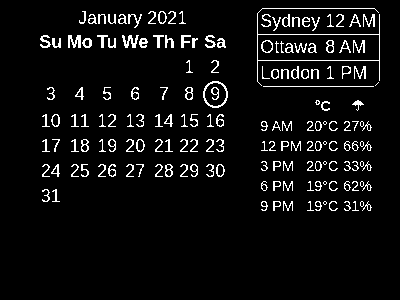 January 2021
Su Mo Tu We Th Fr Sa
1 2
3 4 5 6 7 8 9
10 11 12 13 14 15 16
17 18 19 20 21 22 23
24 25 26 27 28 29 30
31
Sydney 12 AM
Ottawa 8 AM
London 1 PM
°C
9 AM 20°C 27%
12 PM 20°C 66%
3 PM 20°C 33%
6 PM 19°C 62%
9 PM 19°C 31%